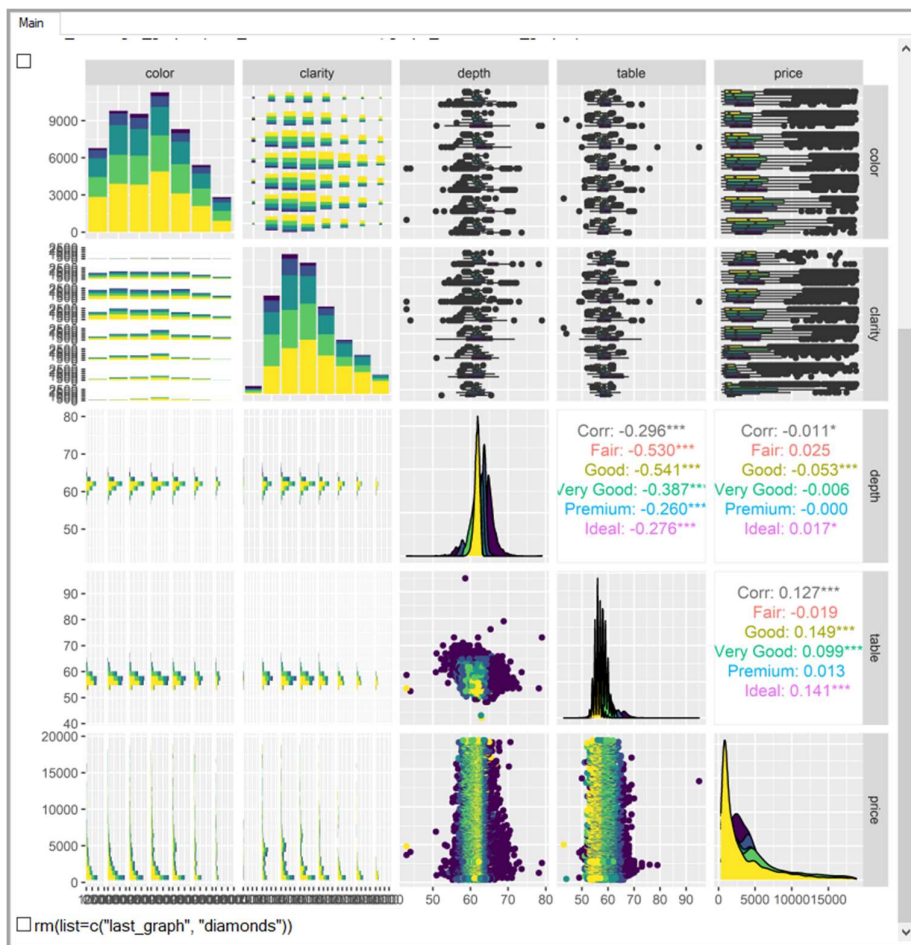 Main
color clarity depth table price
9000
6000
3000
0
color
clarity
80
70
60
50
Corr: -0.296***
Fair: -0.530***
Good: -0.541***
Very Good: -0.387***
Premium: -0.260***
Ideal: -0.276***
Corr: -0.011*
Fair: 0.025
Good: -0.053***
Very Good: -0.006
Premium: -0.000
Ideal: 0.017*
depth
90
80
70
60
50
40
Corr: 0.127***
Fair: -0.019
Good: 0.149***
Very Good: 0.099***
Premium: 0.013
Ideal: 0.141***
table
20000
15000
10000
5000
0
price
50 60 70 80 50 60 70 80 90 0 5000 10000 15000
rm(list=c("last_graph", "diamonds"))